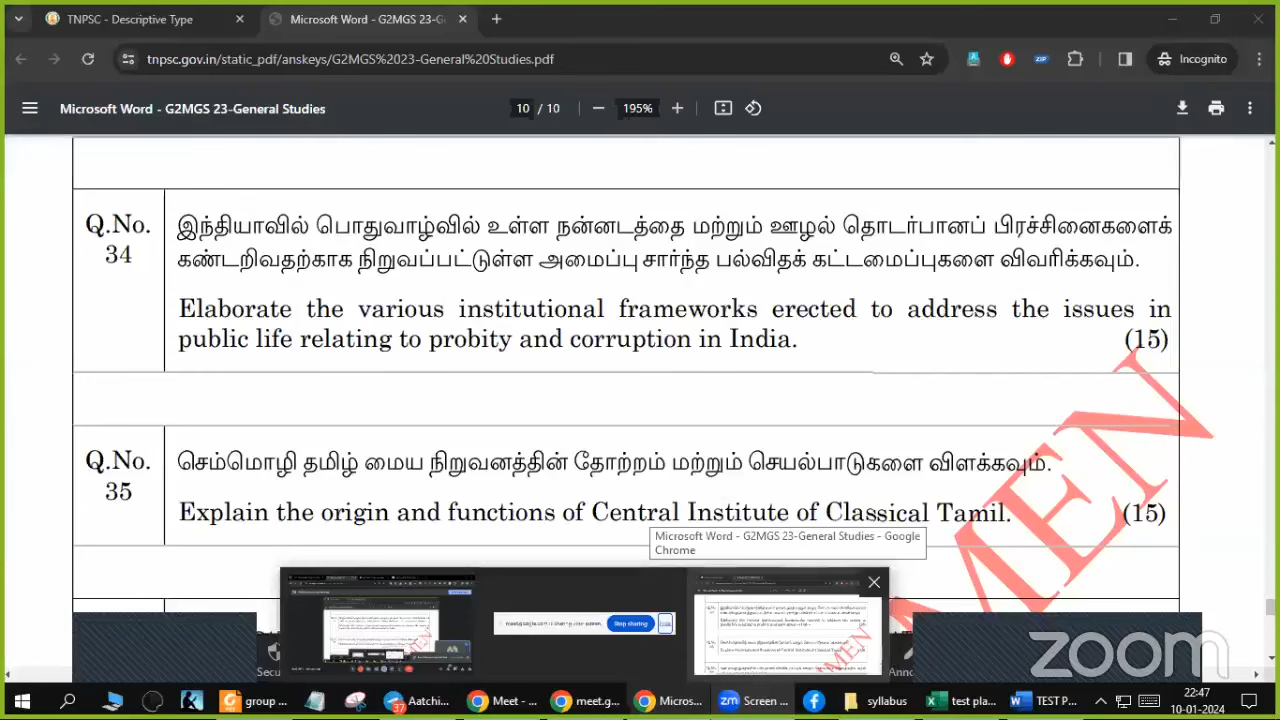 TNPSC - Descriptive Type
Microsoft Word - G2MGS 23-G
tnpsc.gov.in/static_pdf/anskeys/G2MGS%2023-General%20Studies.pdf
ZIP
Incognito
Microsoft Word - G2MGS 23-General Studies
10 / 10
195%
Q.No. 34
இந்தியாவில் பொதுவாழ்வில் உள்ள நன்னடத்தை மற்றும் ஊழல் தொடர்பானப் பிரச்சினைகளைக்
கண்டறிவதற்காக நிறுவப்பட்டுள்ள அமைப்பு சார்ந்த பல்விதக் கட்டமைப்புகளை விவரிக்கவும்.
Elaborate the various institutional frameworks erected to address the issues in
public life relating to probity and corruption in India. (15)
Q.No. 35
செம்மொழி தமிழ் மைய நிறுவனத்தின் தோற்றம் மற்றும் செயல்பாடுகளை விளக்கவும்.
Explain the origin and functions of Central Institute of Classical Tamil. (15)
MEN
Microsoft Word - G2MGS 23-General Studies - Google
Chrome
Stop sharing
zoom
group ...
37
Aatchi...
Meet - ...
meet.g...
Micros...
zm
Screen ...
syllabus
test pla...
TEST P...
22:47
10-01-2024